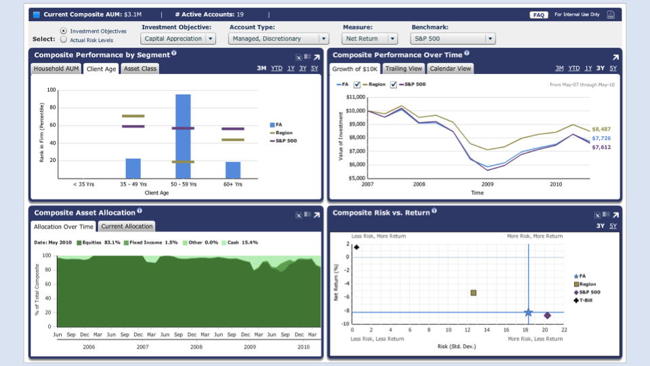 Current Composite AUM: $3.1M | # Active Accounts: 19 | FAQ For Internal Use Only
Investment Objective: Account Type: Measure: Benchmark:
Select: Investment Objectives Capital Appreciation Managed, Discretionary Net Return S&P 500
Actual Risk Levels
Composite Performance by Segment
Household AUM Client Age Asset Class 3M YTD 1Y 3Y 5Y
Rank in Firm (Percentile)
100
80
60
40
20
< 35 Yrs 35 - 49 Yrs 50 - 59 Yrs 60+ Yrs
Client Age
FA
Region
S&P 500
Composite Performance Over Time
Growth of $10K Trailing View Calendar View 3M YTD 1Y 3Y 5Y
FA Region S&P 500 From May-07 through May-10
Value of Investment
$11,000
$10,000
$9,000
$8,000
$7,000
$6,000
$5,000
$8,487
$7,726
$7,612
2007 2008 2009 2010
Time
Composite Asset Allocation
Allocation Over Time Current Allocation
Date: May 2010 Equities 83.1% Fixed Income 1.5% Other 0.0% Cash 15.4%
% of Total Composite
100
80
60
40
20
0
Jun Sep Dec Mar Jun Sep Dec Mar Jun Sep Dec Mar Jun Sep Dec Mar
2006 2007 2008 2009 2010
Composite Risk vs. Return
3Y 5Y
Less Risk, More Return More Risk, More Return
Net Return (%)
2
0
-2
-4
-6
-8
-10
0 2 4 6 8 10 12 14 16 18 20 22
Less Risk, Less Return More Risk, Less Return
Risk (Std. Dev.)
FA
Region
S&P 500
T-Bill